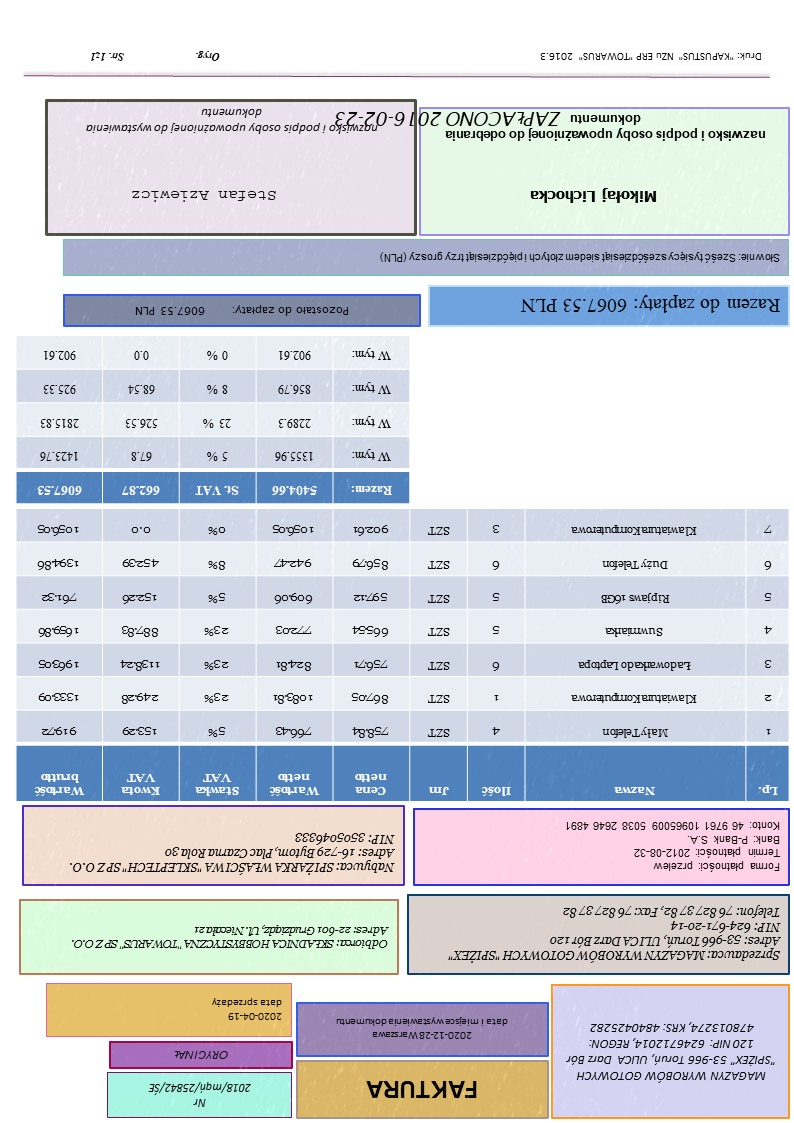 MAGAZYN WYROBÓW GOTOWYCH
"SPIŻEX" 53-966 Toruń, ULICA Darz Bór
120 NIP: 6246712014, REGON:
4780013274, KRS: 4840425282
FAKTURA
2020-12-28 Warszawa
data i miejsce wystawienia dokumentu
Nr
2018/mqn/25842/ŚE
ORYGINAŁ
2020-04-19
data sprzedaży
Sprzedawca: MAGAZYN WYROBÓW GOTOWYCH "SPIŻEX"
Adres: 53-966 Toruń, ULICA Darz Bór 120
NIP: 624-671-20-14
Telefon: 76 827 37 82, Fax: 76 827 37 82
Odbiorca: SKŁADNICA HOBBYSTYCZNA "TOWARUS" SP Z O.O.
Adres: 22-601 Grudziądz, Ul. Niecała 21
Forma płatności: przelew
Termin płatności: 2012-08-32
Bank: P-Bank S.A.
Konto: 46 9761 10965009 5038 2646 4891
Nabywca: SPIŻARKA WŁAŚCIWA "SKLEPTECH" SP Z O.O.
Adres: 16-729 Bytom, Plac Czarna Rola 30
NIP: 3505046333
Lp. Nazwa Ilość Jm Cena netto Wartość netto Stawka VAT Kwota VAT Wartość brutto
1 Mały Telefon 4 SZT 758.84 766.43 5% 153.29 919.72
2 Klawiatura Komputerowa 1 SZT 867.05 1083.81 23% 249.28 1333.09
3 Ładowarka do Laptopa 6 SZT 756.71 824.81 23% 1138.24 1963.05
4 Suwmiarka 5 SZT 665.54 772.03 23% 887.83 1659.86
5 Ripjaws 16GB 5 SZT 597.12 609.06 5% 152.26 761.32
6 Duży Telefon 6 SZT 856.79 942.47 8% 452.39 1394.86
7 Klawiatura Komputerowa 3 SZT 902.61 1056.05 0% 0.0 1056.05
Razem: 5404.66 St. VAT 662.87 6067.53
W tym: 1355.96 5 % 67.8 1423.76
W tym: 2289.3 23 % 526.53 2815.83
W tym: 856.79 8 % 68.54 925.33
W tym: 902.61 0 % 0.0 902.61
Razem do zapłaty: 6067.53 PLN
Pozostało do zapłaty: 6067.53 PLN
Słownie: Sześć tysięcy sześćdziesiąt siedem złotych i pięćdziesiąt trzy groszy (PLN)
Mikołaj Lichocka
nazwisko i podpis osoby upoważnionej do odebrania
dokumentu
Stefan Aziewicz
nazwisko i podpis osoby upoważnionej do wystawienia
dokumentu
ZAPŁACONO 2016-02-23
Druk: "KAPUSTUS" NZu ERP "TOWARUS" 2016.3
Oryg.
Str. 1z1